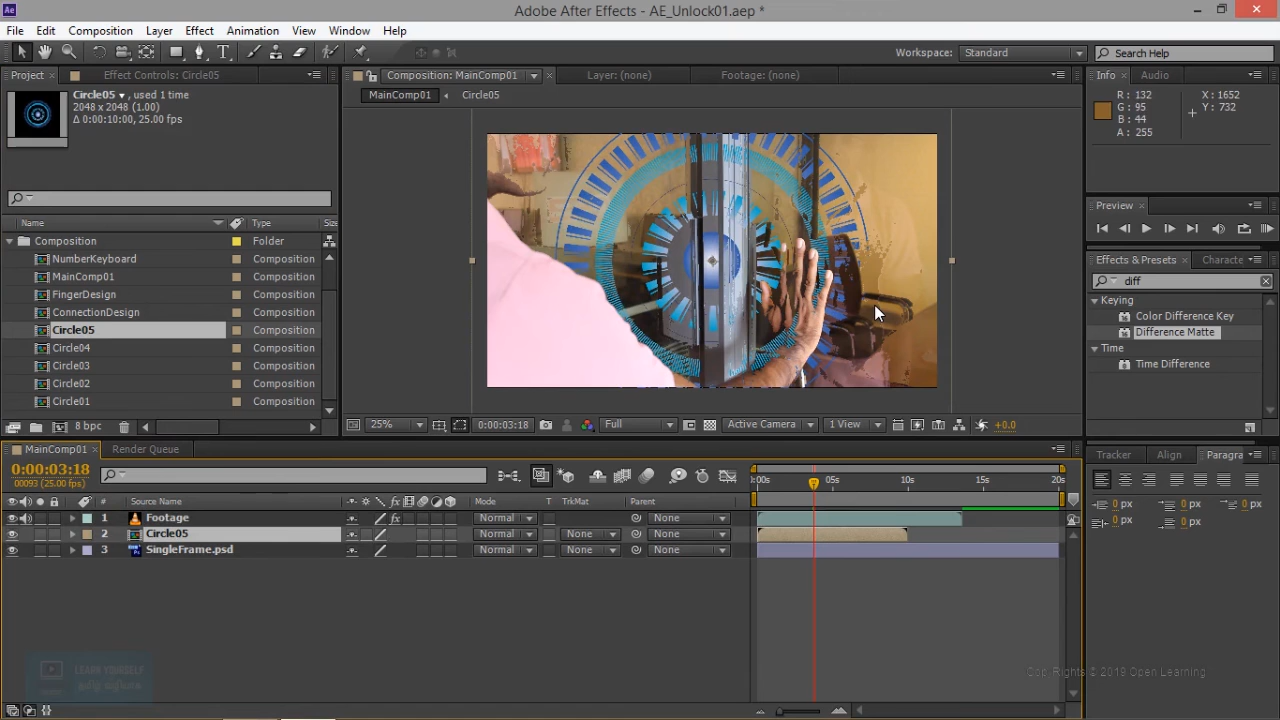 Ae
Adobe After Effects - AE_Unlock01.aep *
File Edit Composition Layer Effect Animation View Window Help
Workspace: Standard Search Help
Project Effect Controls: Circle05 Composition: MainComp01 Layer: (none) Footage: (none) Info Audio
Circle05 , used 1 time
2048 x 2048 (1.00)
Δ 0:00:10:00, 25.00 fps
MainComp01 Circle05
R : 132
G : 95
B : 44
A : 255
X : 1652
Y : 732
Preview
Effects & Presets Characte
diff
Keying
Color Difference Key
Difference Matte
Time
Time Difference
Name Type Size
Composition Folder
NumberKeyboard Composition
MainComp01 Composition
FingerDesign Composition
ConnectionDesign Composition
Circle05 Composition
Circle04 Composition
Circle03 Composition
Circle02 Composition
Circle01 Composition
8 bpc
25% 0:00:03:18 Full Active Camera 1 View +0.0
MainComp01 Render Queue
0:00:03:18
00093 (25.00 fps)
# Source Name Mode T TrkMat Parent
1 Footage Normal None
2 Circle05 Normal None None
3 SingleFrame.psd Normal None None
fx
fx
:00s 05s 10s 15s 20s
Tracker Align Paragra
0 px 0 px 0 px
0 px 0 px
LEARN YOURSELF
Cop. Rights © 2019 Open Learning